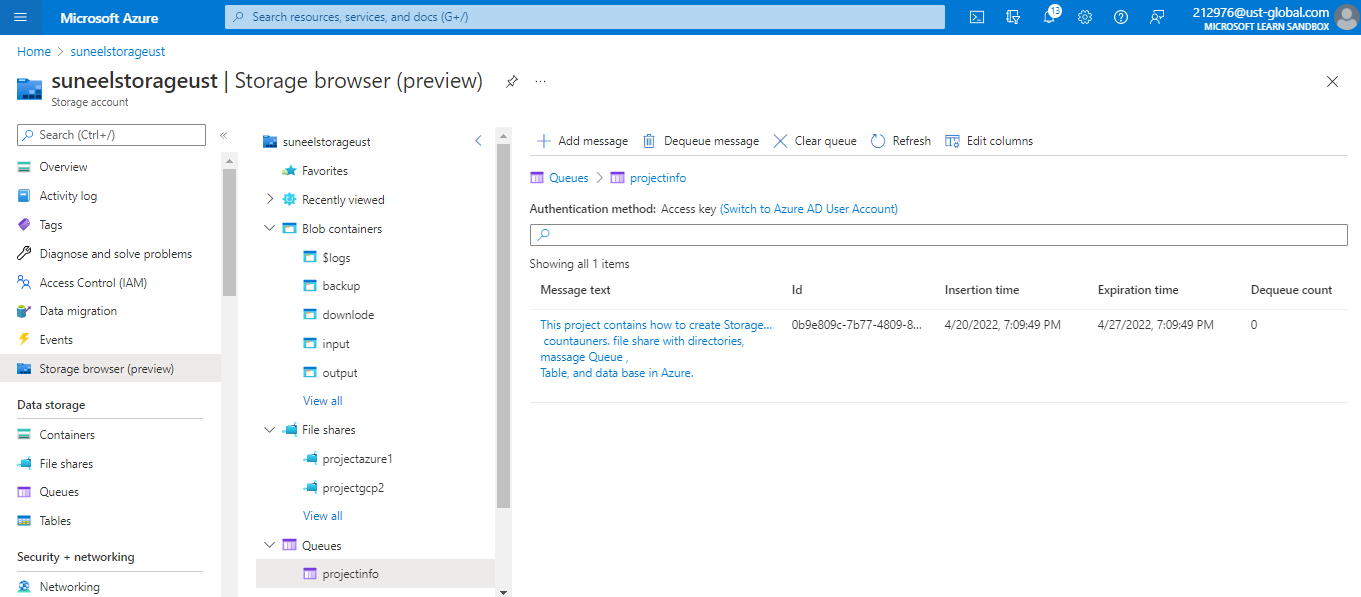 Microsoft Azure
Search resources, services, and docs (G+/)
13
212976@ust-global.com
MICROSOFT LEARN SANDBOX
Home > suneelstorageust
suneelstorageust | Storage browser (preview)
...
Storage account
Search (Ctrl+/)
«
Overview
Activity log
Tags
Diagnose and solve problems
Access Control (IAM)
Data migration
Events
Storage browser (preview)
Data storage
Containers
File shares
Queues
Tables
Security + networking
Networking
suneelstorageust
Favorites
Recently viewed
Blob containers
$logs
backup
downlode
input
output
View all
File shares
projectazure1
projectgcp2
View all
Queues
projectinfo
Add message Dequeue message Clear queue Refresh Edit columns
Queues > projectinfo
Authentication method: Access key (Switch to Azure AD User Account)
Showing all 1 items
Message text Id Insertion time Expiration time Dequeue count
This project contains how to create Storage... 0b9e809c-7b77-4809-8... 4/20/2022, 7:09:49 PM 4/27/2022, 7:09:49 PM 0
countauners. file share with directories,
massage Queue ,
Table, and data base in Azure.